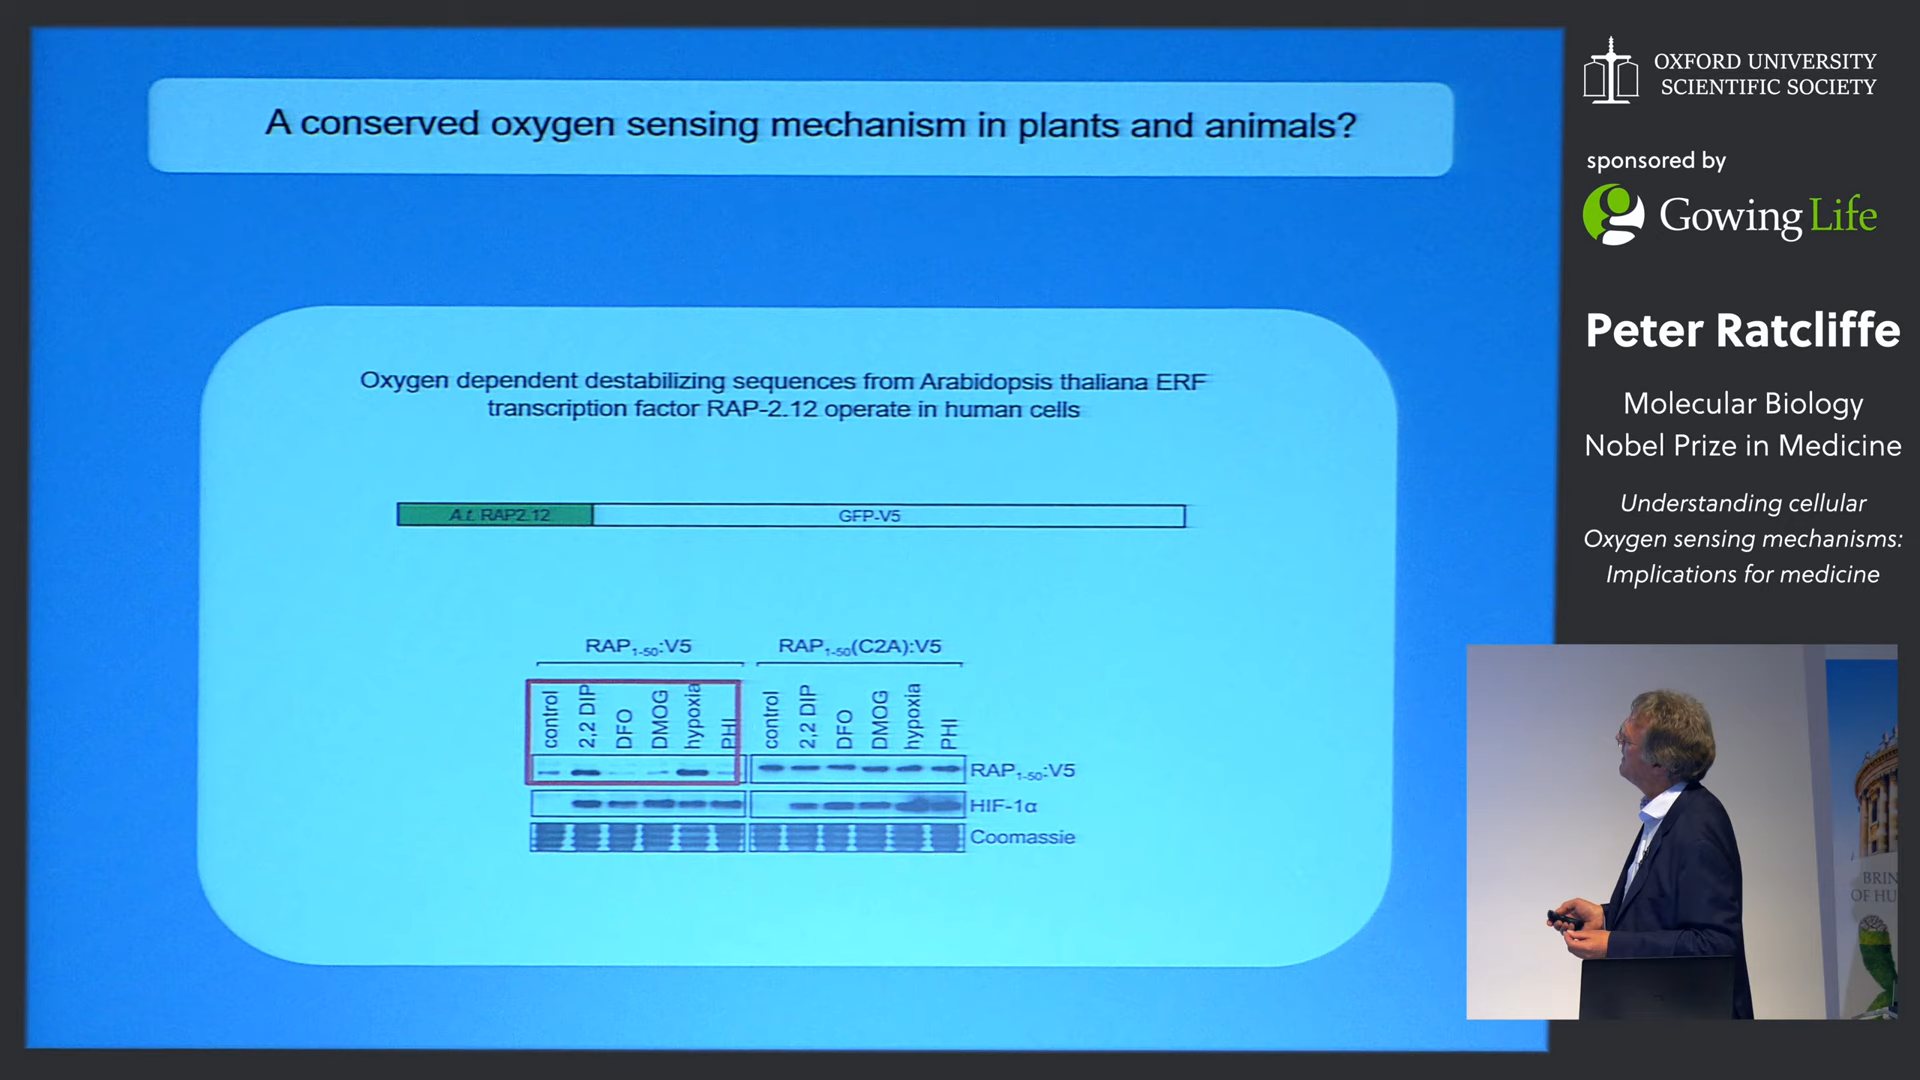 A conserved oxygen sensing mechanism in plants and animals?
Oxygen dependent destabilizing sequences from Arabidopsis thaliana ERF
transcription factor RAP-2.12 operate in human cells
A.t. RAP2.12
GFP-V5
RAP1-50:V5
RAP1-50(C2A):V5
control
2,2 DIP
DFO
DMOG
hypoxia
PHI
control
2,2 DIP
DFO
DMOG
hypoxia
PHI
RAP1-50:V5
HIF-1α
Coomassie
OXFORD UNIVERSITY
SCIENTIFIC SOCIETY
sponsored by
Gowing Life
Peter Ratcliffe
Molecular Biology
Nobel Prize in Medicine
Understanding cellular
Oxygen sensing mechanisms:
Implications for medicine
BRIN
OF HU